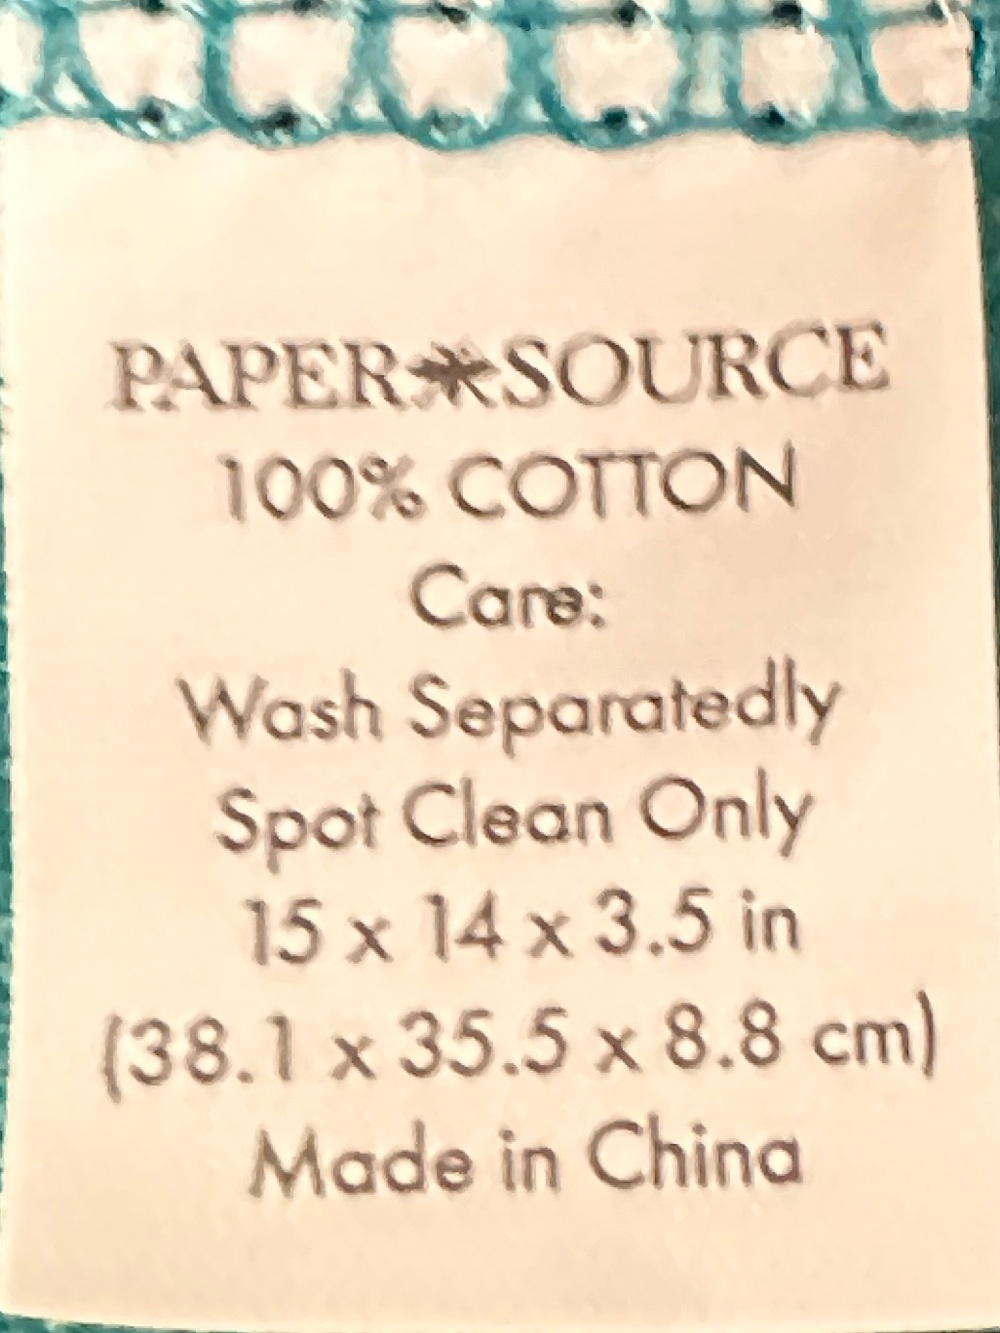 PAPER✷SOURCE
100% COTTON
Care:
Wash Separatedly
Spot Clean Only
15 x 14 x 3.5 in
(38.1 x 35.5 x 8.8 cm)
Made in China